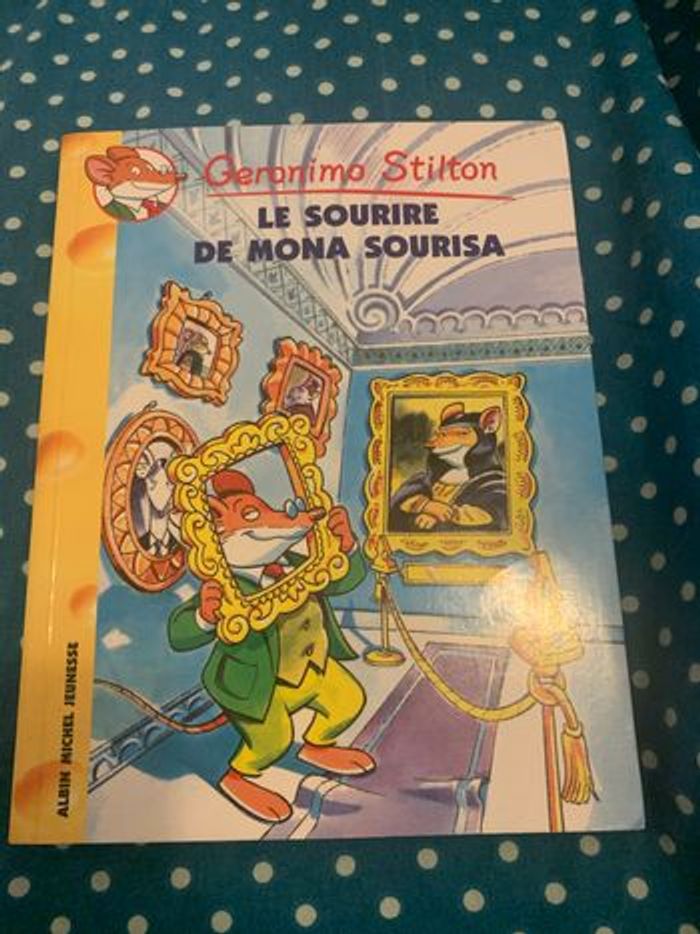 Geronimo Stilton
LE SOURIRE
DE MONA SOURISA
ALBIN MICHEL JEUNESSE